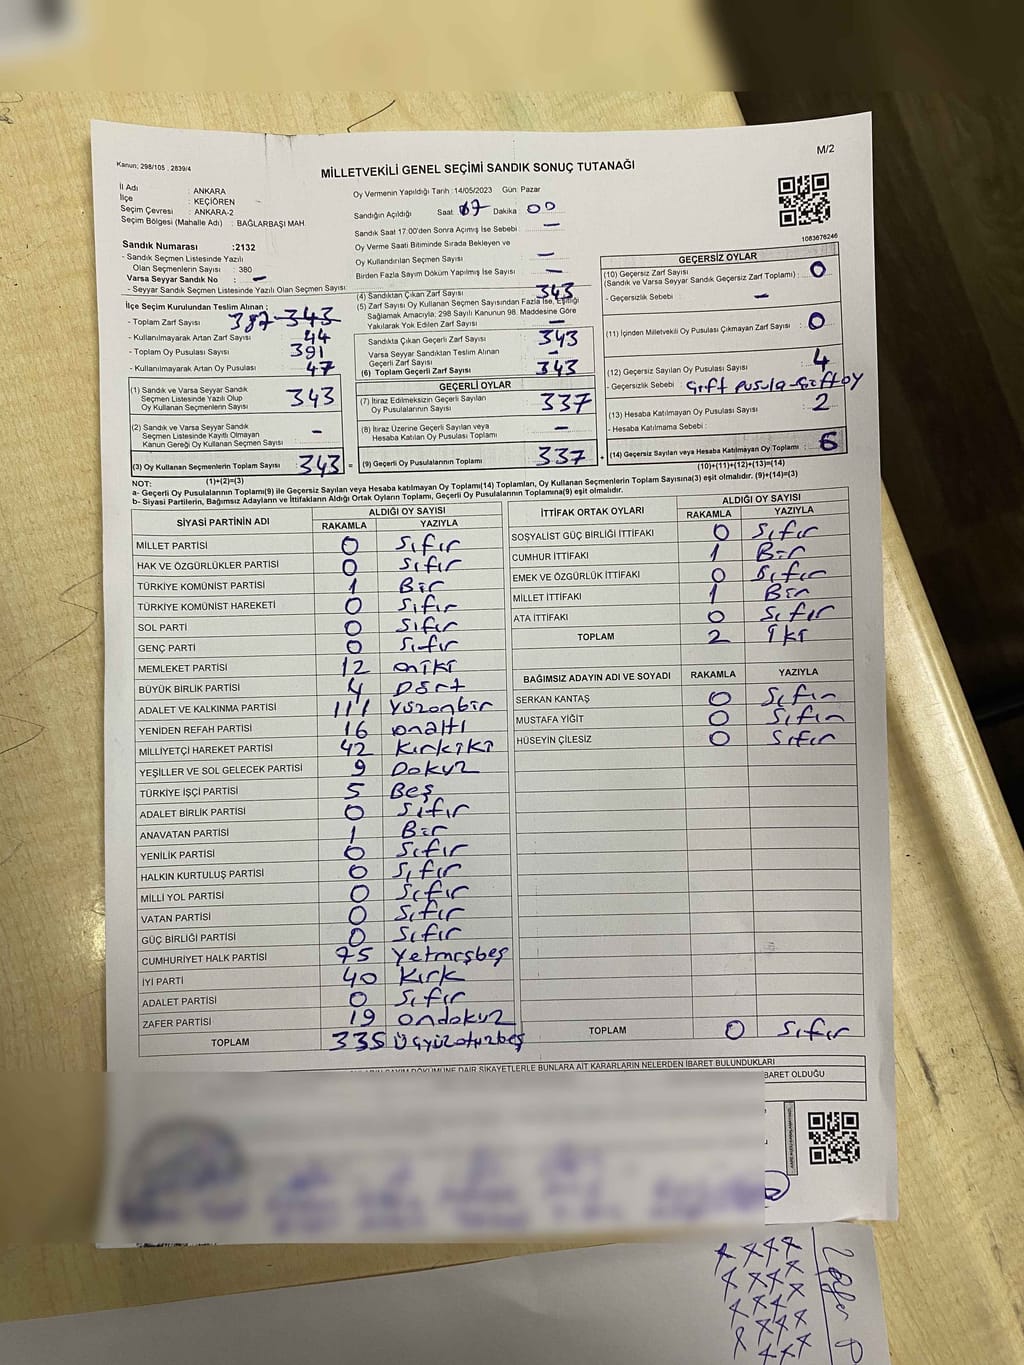 M/2
Kanun; 298/105 , 2839/4
MİLLETVEKİLİ GENEL SEÇİMİ SANDIK SONUÇ TUTANAĞI
İl Adı : ANKARA
İlçe : KEÇİÖREN
Seçim Çevresi : ANKARA-2
Seçim Bölgesi (Mahalle Adı) : BAĞLARBAŞI MAH.
Sandık Numarası :2132
- Sandık Seçmen Listesinde Yazılı
Olan Seçmenlerin Sayısı : 380
Varsa Seyyar Sandık No : -
- Seyyar Sandık Seçmen Listesinde Yazılı Olan Seçmen Sayısı:
Oy Vermenin Yapıldığı Tarih :14/05/2023 Gün: Pazar
Sandığın Açıldığı Saat 07 Dakika 00
Sandık Saat 17:00'den Sonra Açılmış İse Sebebi : -
Oy Verme Saati Bitiminde Sırada Bekleyen ve
Oy Kullandırılan Seçmen Sayısı -
Birden Fazla Sayım Döküm Yapılmış İse Sayısı -
1083676246
İlçe Seçim Kurulundan Teslim Alınan :
- Toplam Zarf Sayısı 387 343
- Kullanılmayarak Artan Zarf Sayısı 44
- Toplam Oy Pusulası Sayısı 391
- Kullanılmayarak Artan Oy Pusulası 47
(1) Sandık ve Varsa Seyyar Sandık
Seçmen Listesinde Yazılı Olup
Oy Kullanan Seçmenlerin Sayısı 343
(2) Sandık ve Varsa Seyyar Sandık
Seçmen Listesinde Kayıtlı Olmayan
Kanun Gereği Oy Kullanan Seçmen Sayısı -
(3) Oy Kullanan Seçmenlerin Toplam Sayısı 343 =
(1)+(2)=(3)
(4) Sandıktan Çıkan Zarf Sayısı 343
(5) Zarf Sayısı Oy Kullanan Seçmen Sayısından Fazla İse, Eşitliği
Sağlamak Amacıyla; 298 Sayılı Kanunun 98. Maddesine Göre
Yakılarak Yok Edilen Zarf Sayısı
Sandıkta Çıkan Geçerli Zarf Sayısı 343
Varsa Seyyar Sandıktan Teslim Alınan
Geçerli Zarf Sayısı -
(6) Toplam Geçerli Zarf Sayısı 343
GEÇERLİ OYLAR
(7) İtiraz Edilmeksizin Geçerli Sayılan
Oy Pusulalarının Sayısı 337
(8) İtiraz Üzerine Geçerli Sayılan veya
Hesaba Katılan Oy Pusulası Toplamı -
(9) Geçerli Oy Pusulalarının Toplamı 337 +
GEÇERSİZ OYLAR
(10) Geçersiz Zarf Sayısı
(Sandık ve Varsa Seyyar Sandık Geçersiz Zarf Toplamı) : 0
- Geçersizlik Sebebi : -
(11) İçinden Milletvekili Oy Pusulası Çıkmayan Zarf Sayısı : 0
(12) Geçersiz Sayılan Oy Pusulası Sayısı 4
- Geçersizlik Sebebi : Çift Pusula-Çift oy
(13) Hesaba Katılmayan Oy Pusulası Sayısı 2
- Hesaba Katılmama Sebebi :
(14) Geçersiz Sayılan veya Hesaba Katılmayan Oy Toplamı : 6
(10)+(11)+(12)+(13)=(14)
NOT:
a- Geçerli Oy Pusulalarının Toplamı(9) ile Geçersiz Sayılan veya Hesaba katılmayan Oy Toplamı(14) Toplamları, Oy Kullanan Seçmenlerin Toplam Sayısına(3) eşit olmalıdır. (9)+(14)=(3)
b- Siyasi Partilerin, Bağımsız Adayların ve İttifakların Aldığı Ortak Oyların Toplamı, Geçerli Oy Pusulalarının Toplamına(9) eşit olmalıdır.
SİYASİ PARTİNİN ADI ALDIĞI OY SAYISI
RAKAMLA YAZIYLA
MİLLET PARTİSİ 0 Sıfır
HAK VE ÖZGÜRLÜKLER PARTİSİ 0 Sıfır
TÜRKİYE KOMÜNİST PARTİSİ 1 Bir
TÜRKİYE KOMÜNİST HAREKETİ 0 Sıfır
SOL PARTİ 0 Sıfır
GENÇ PARTİ 0 Sıfır
MEMLEKET PARTİSİ 12 oniki
BÜYÜK BİRLİK PARTİSİ 4 Dört
ADALET VE KALKINMA PARTİSİ 111 Yüzonbir
YENİDEN REFAH PARTİSİ 16 onaltı
MİLLİYETÇİ HAREKET PARTİSİ 42 Kırkiki
YEŞİLLER VE SOL GELECEK PARTİSİ 9 Dokuz
TÜRKİYE İŞÇİ PARTİSİ 5 Beş
ADALET BİRLİK PARTİSİ 0 Sıfır
ANAVATAN PARTİSİ 1 Bir
YENİLİK PARTİSİ 0 Sıfır
HALKIN KURTULUŞ PARTİSİ 0 Sıfır
MİLLİ YOL PARTİSİ 0 Sıfır
VATAN PARTİSİ 0 Sıfır
GÜÇ BİRLİĞİ PARTİSİ 0 Sıfır
CUMHURİYET HALK PARTİSİ 75 Yetmişbeş
İYİ PARTİ 40 Kırk
ADALET PARTİSİ 0 Sıfır
ZAFER PARTİSİ 19 ondokuz
TOPLAM 335 Üçyüzotuzbeş
İTTİFAK ORTAK OYLARI ALDIĞI OY SAYISI
RAKAMLA YAZIYLA
SOSYALİST GÜÇ BİRLİĞİ İTTİFAKI 0 Sıfır
CUMHUR İTTİFAKI 1 Bir
EMEK VE ÖZGÜRLÜK İTTİFAKI 0 Sıfır
MİLLET İTTİFAKI 1 Bir
ATA İTTİFAKI 0 Sıfır
TOPLAM 2 İki
BAĞIMSIZ ADAYIN ADI VE SOYADI RAKAMLA YAZIYLA
SERKAN KANTAŞ 0 Sıfır
MUSTAFA YİĞİT 0 Sıfır
HÜSEYİN ÇİLESİZ 0 Sıfır
TOPLAM 0 Sıfır
SAYIM DÖKÜMÜNE DAİR ŞİKAYETLERLE BUNLARA AİT KARARLARIN NELERDEN İBARET BULUNDUKLARI
BARET OLDUĞU
Zafer P